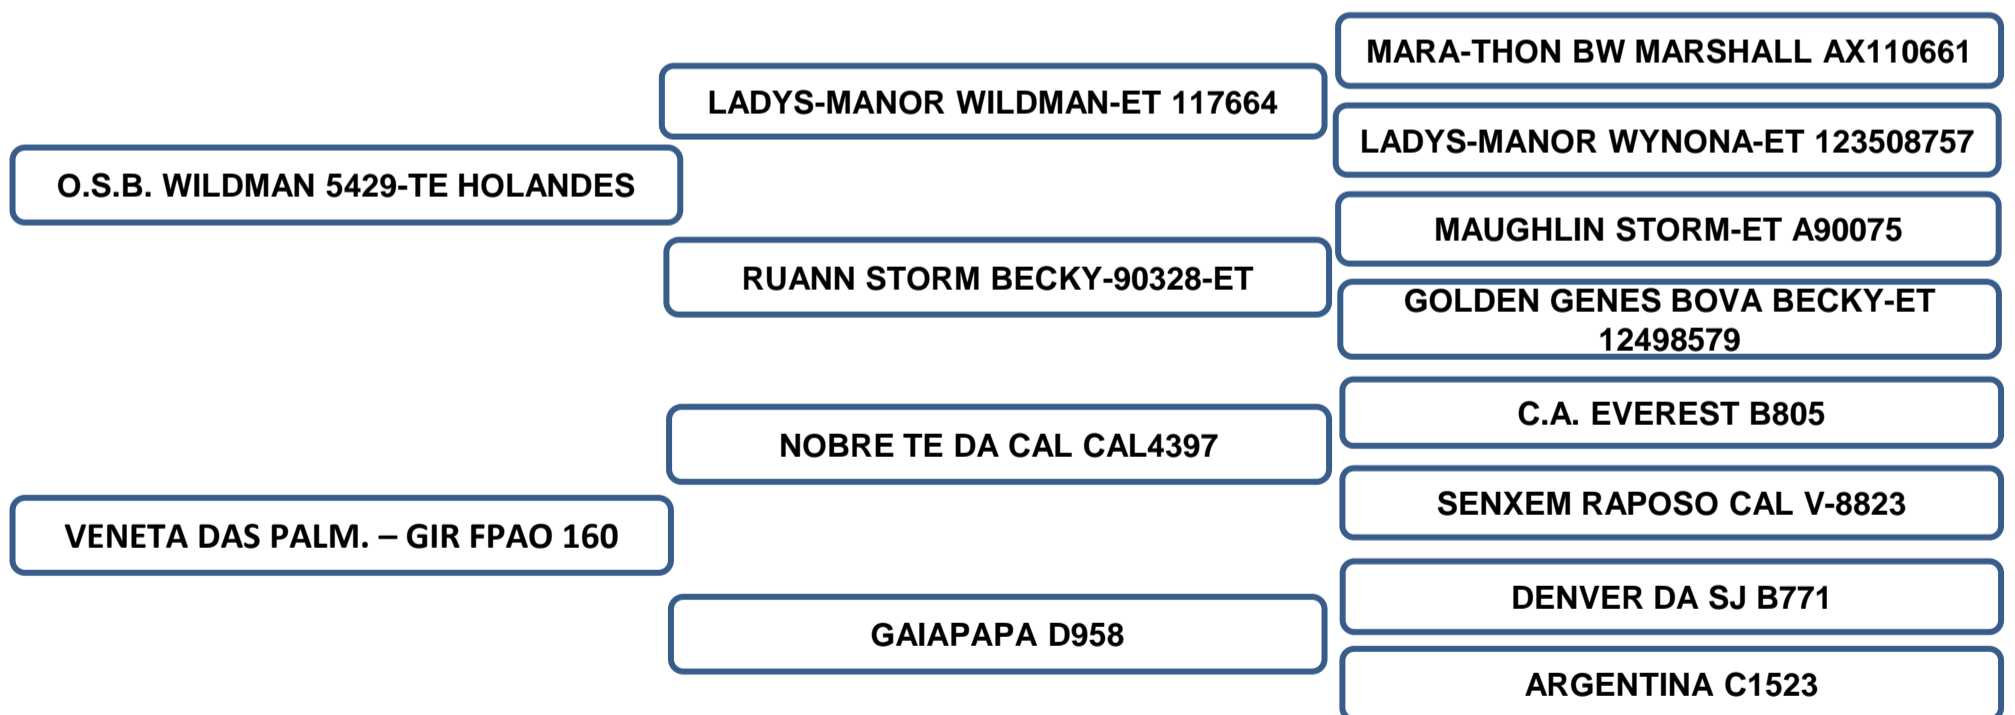 MARA-THON BW MARSHALL AX110661
LADYS-MANOR WILDMAN-ET 117664
LADYS-MANOR WYNONA-ET 123508757
O.S.B. WILDMAN 5429-TE HOLANDES
MAUGHLIN STORM-ET A90075
RUANN STORM BECKY-90328-ET
GOLDEN GENES BOVA BECKY-ET
12498579
C.A. EVEREST B805
NOBRE TE DA CAL CAL4397
SENXEM RAPOSO CAL V-8823
VENETA DAS PALM. – GIR FPAO 160
DENVER DA SJ B771
GAIAPAPA D958
ARGENTINA C1523